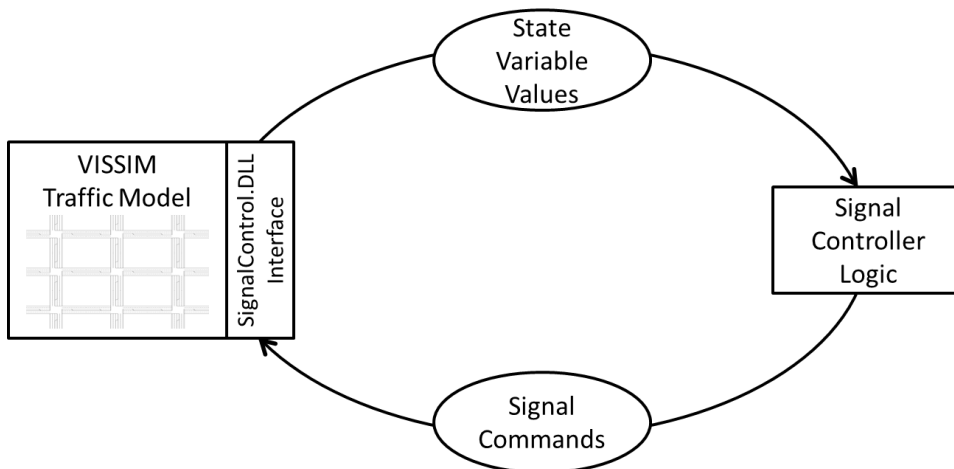 State
Variable
Values
VISSIM
Traffic Model
SignalControl.DLL
Interface
Signal
Controller
Logic
Signal
Commands